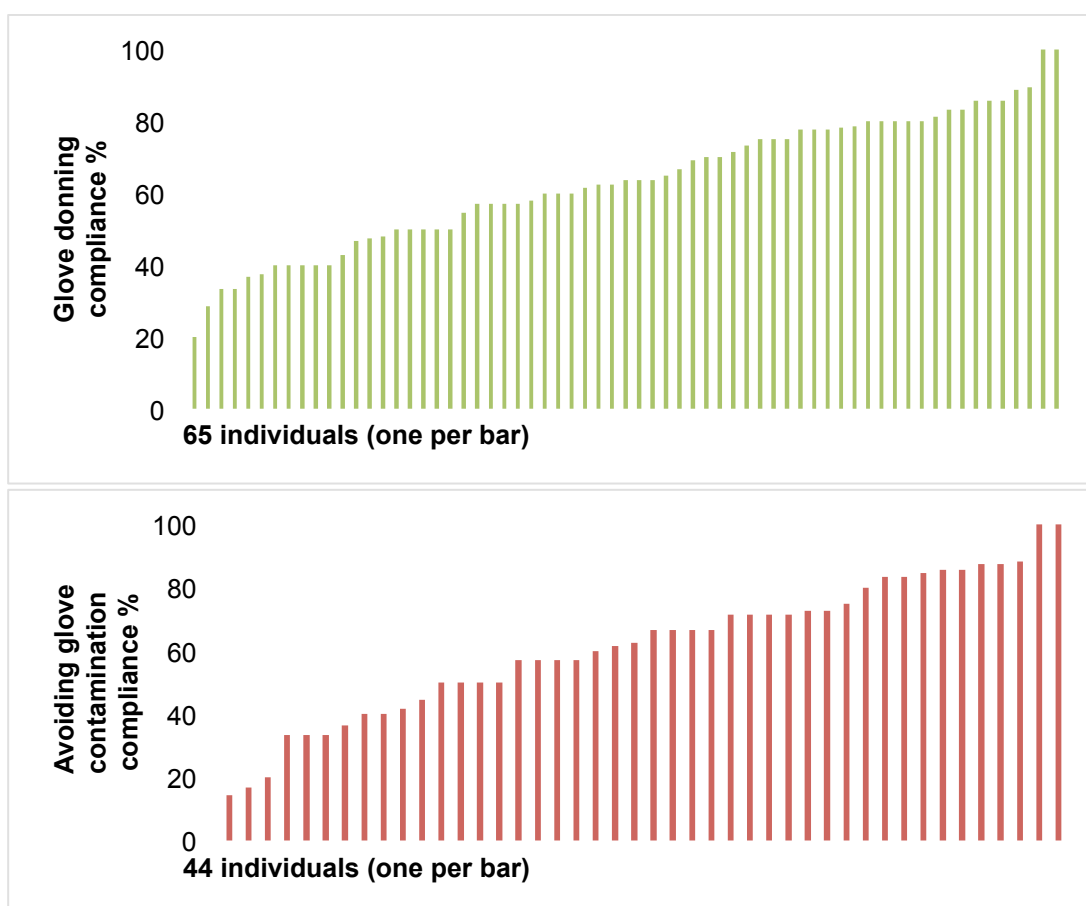 Glove donning
compliance %
100
80
60
40
20
0
65 individuals (one per bar)
Avoiding glove
contamination
compliance %
100
80
60
40
20
0
44 individuals (one per bar)